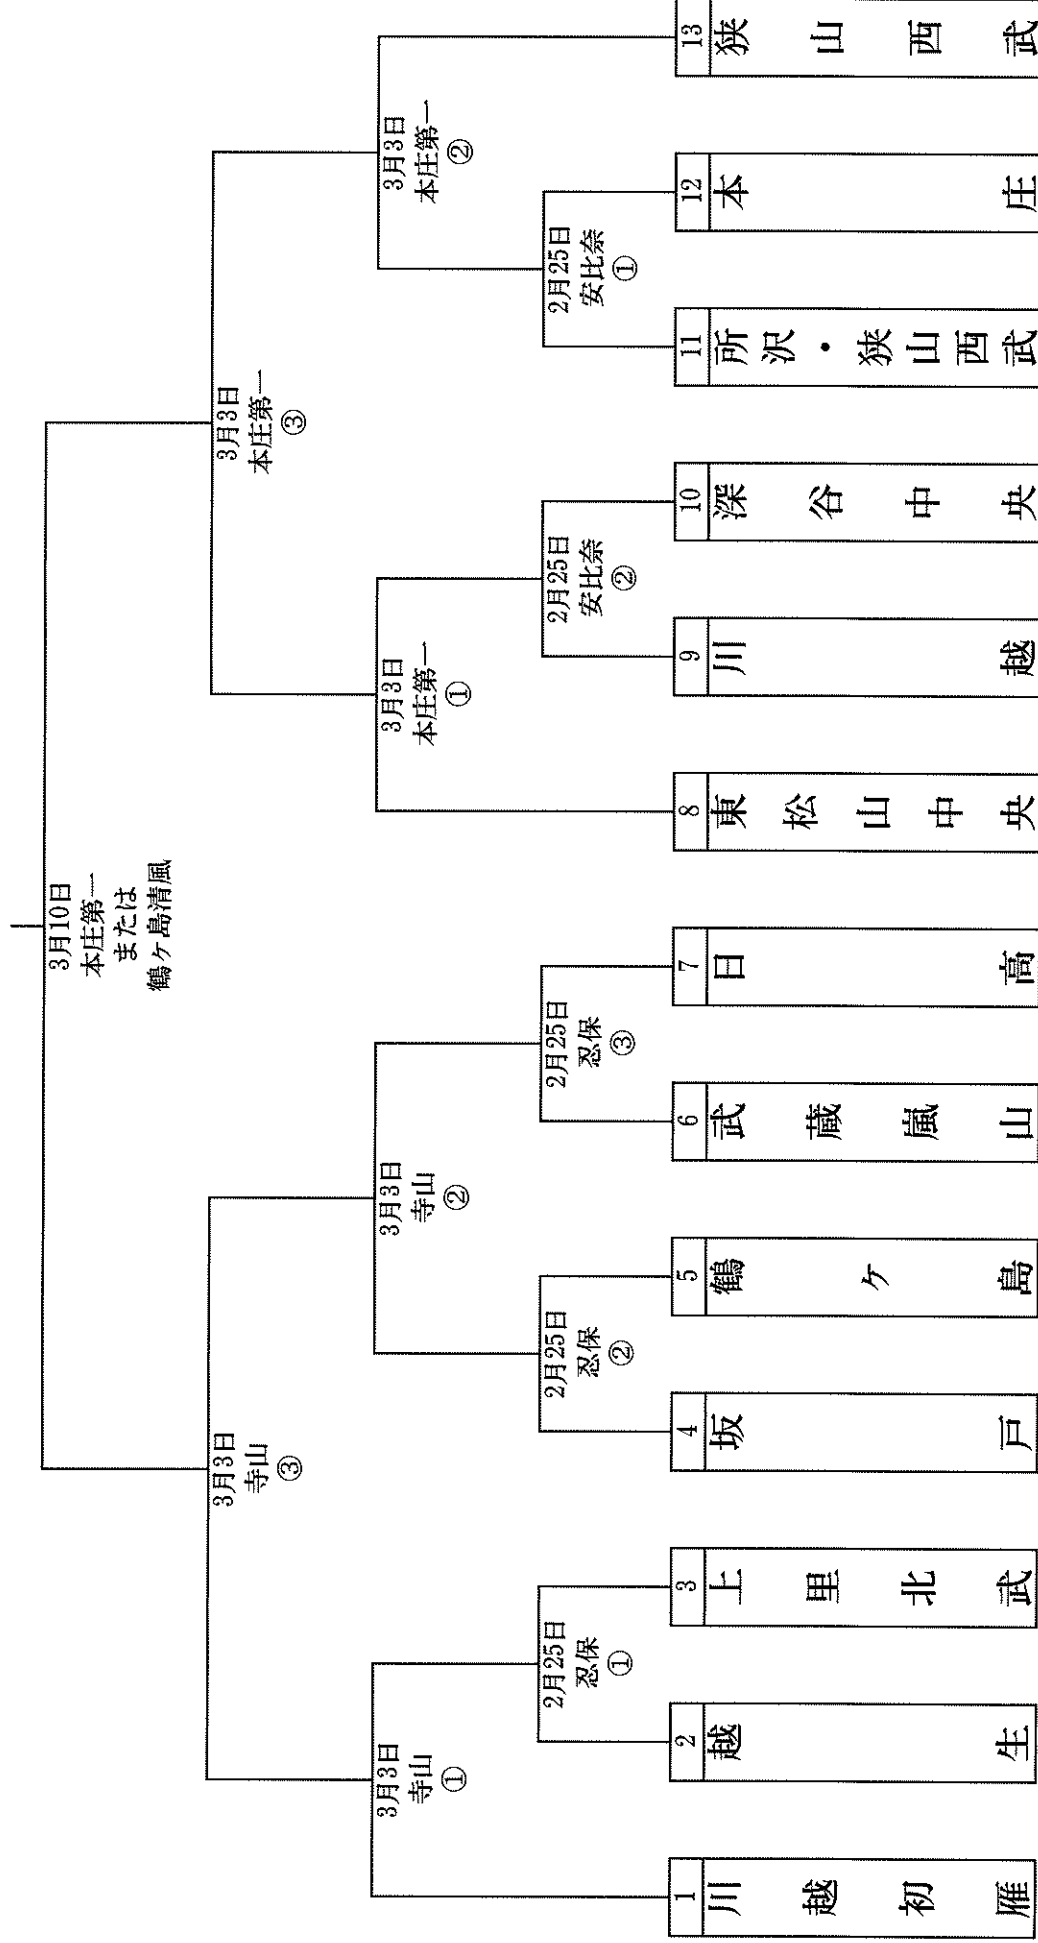 3月10日
本庄第一
または
鶴ヶ島清風
3月3日
寺山
③
3月3日
本庄第一
③
3月3日
寺山
①
3月3日
寺山
②
3月3日
本庄第一
①
3月3日
本庄第一
②
2月25日
忍保
①
2月25日
忍保
②
2月25日
忍保
③
2月25日
安比奈
②
2月25日
安比奈
①
1 川越初雁
2 越生
3 上里北武
4 坂戸
5 鶴ヶ島
6 武蔵嵐山
7 日高
8 東松山中央
9 川越
10 深谷中央
11 所沢・狭山西武
12 本庄
13 狭山西武